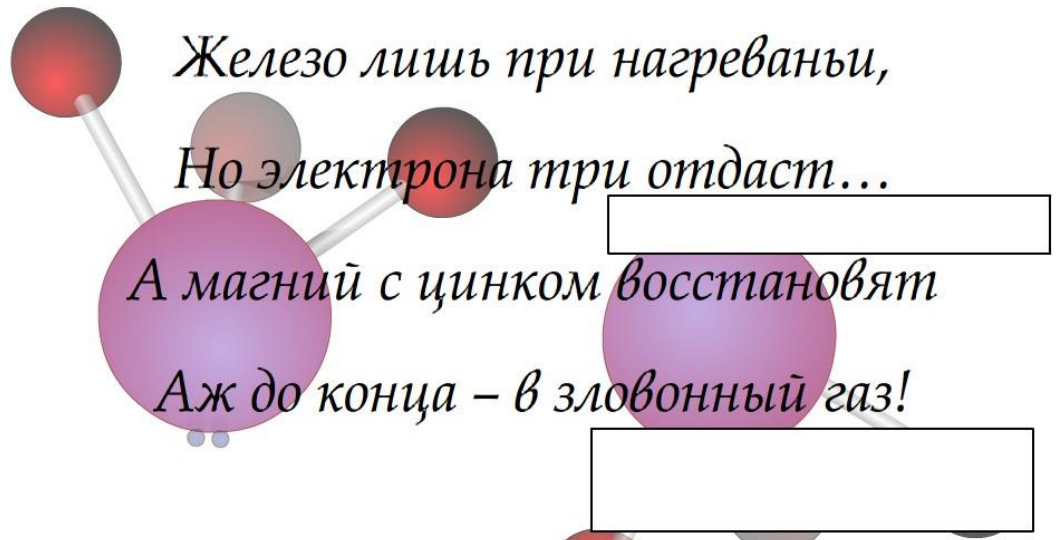 Железо лишь при нагреваньи,
Но электрона три отдаст...
А магний с цинком восстановят
Аж до конца – в зловонный газ!